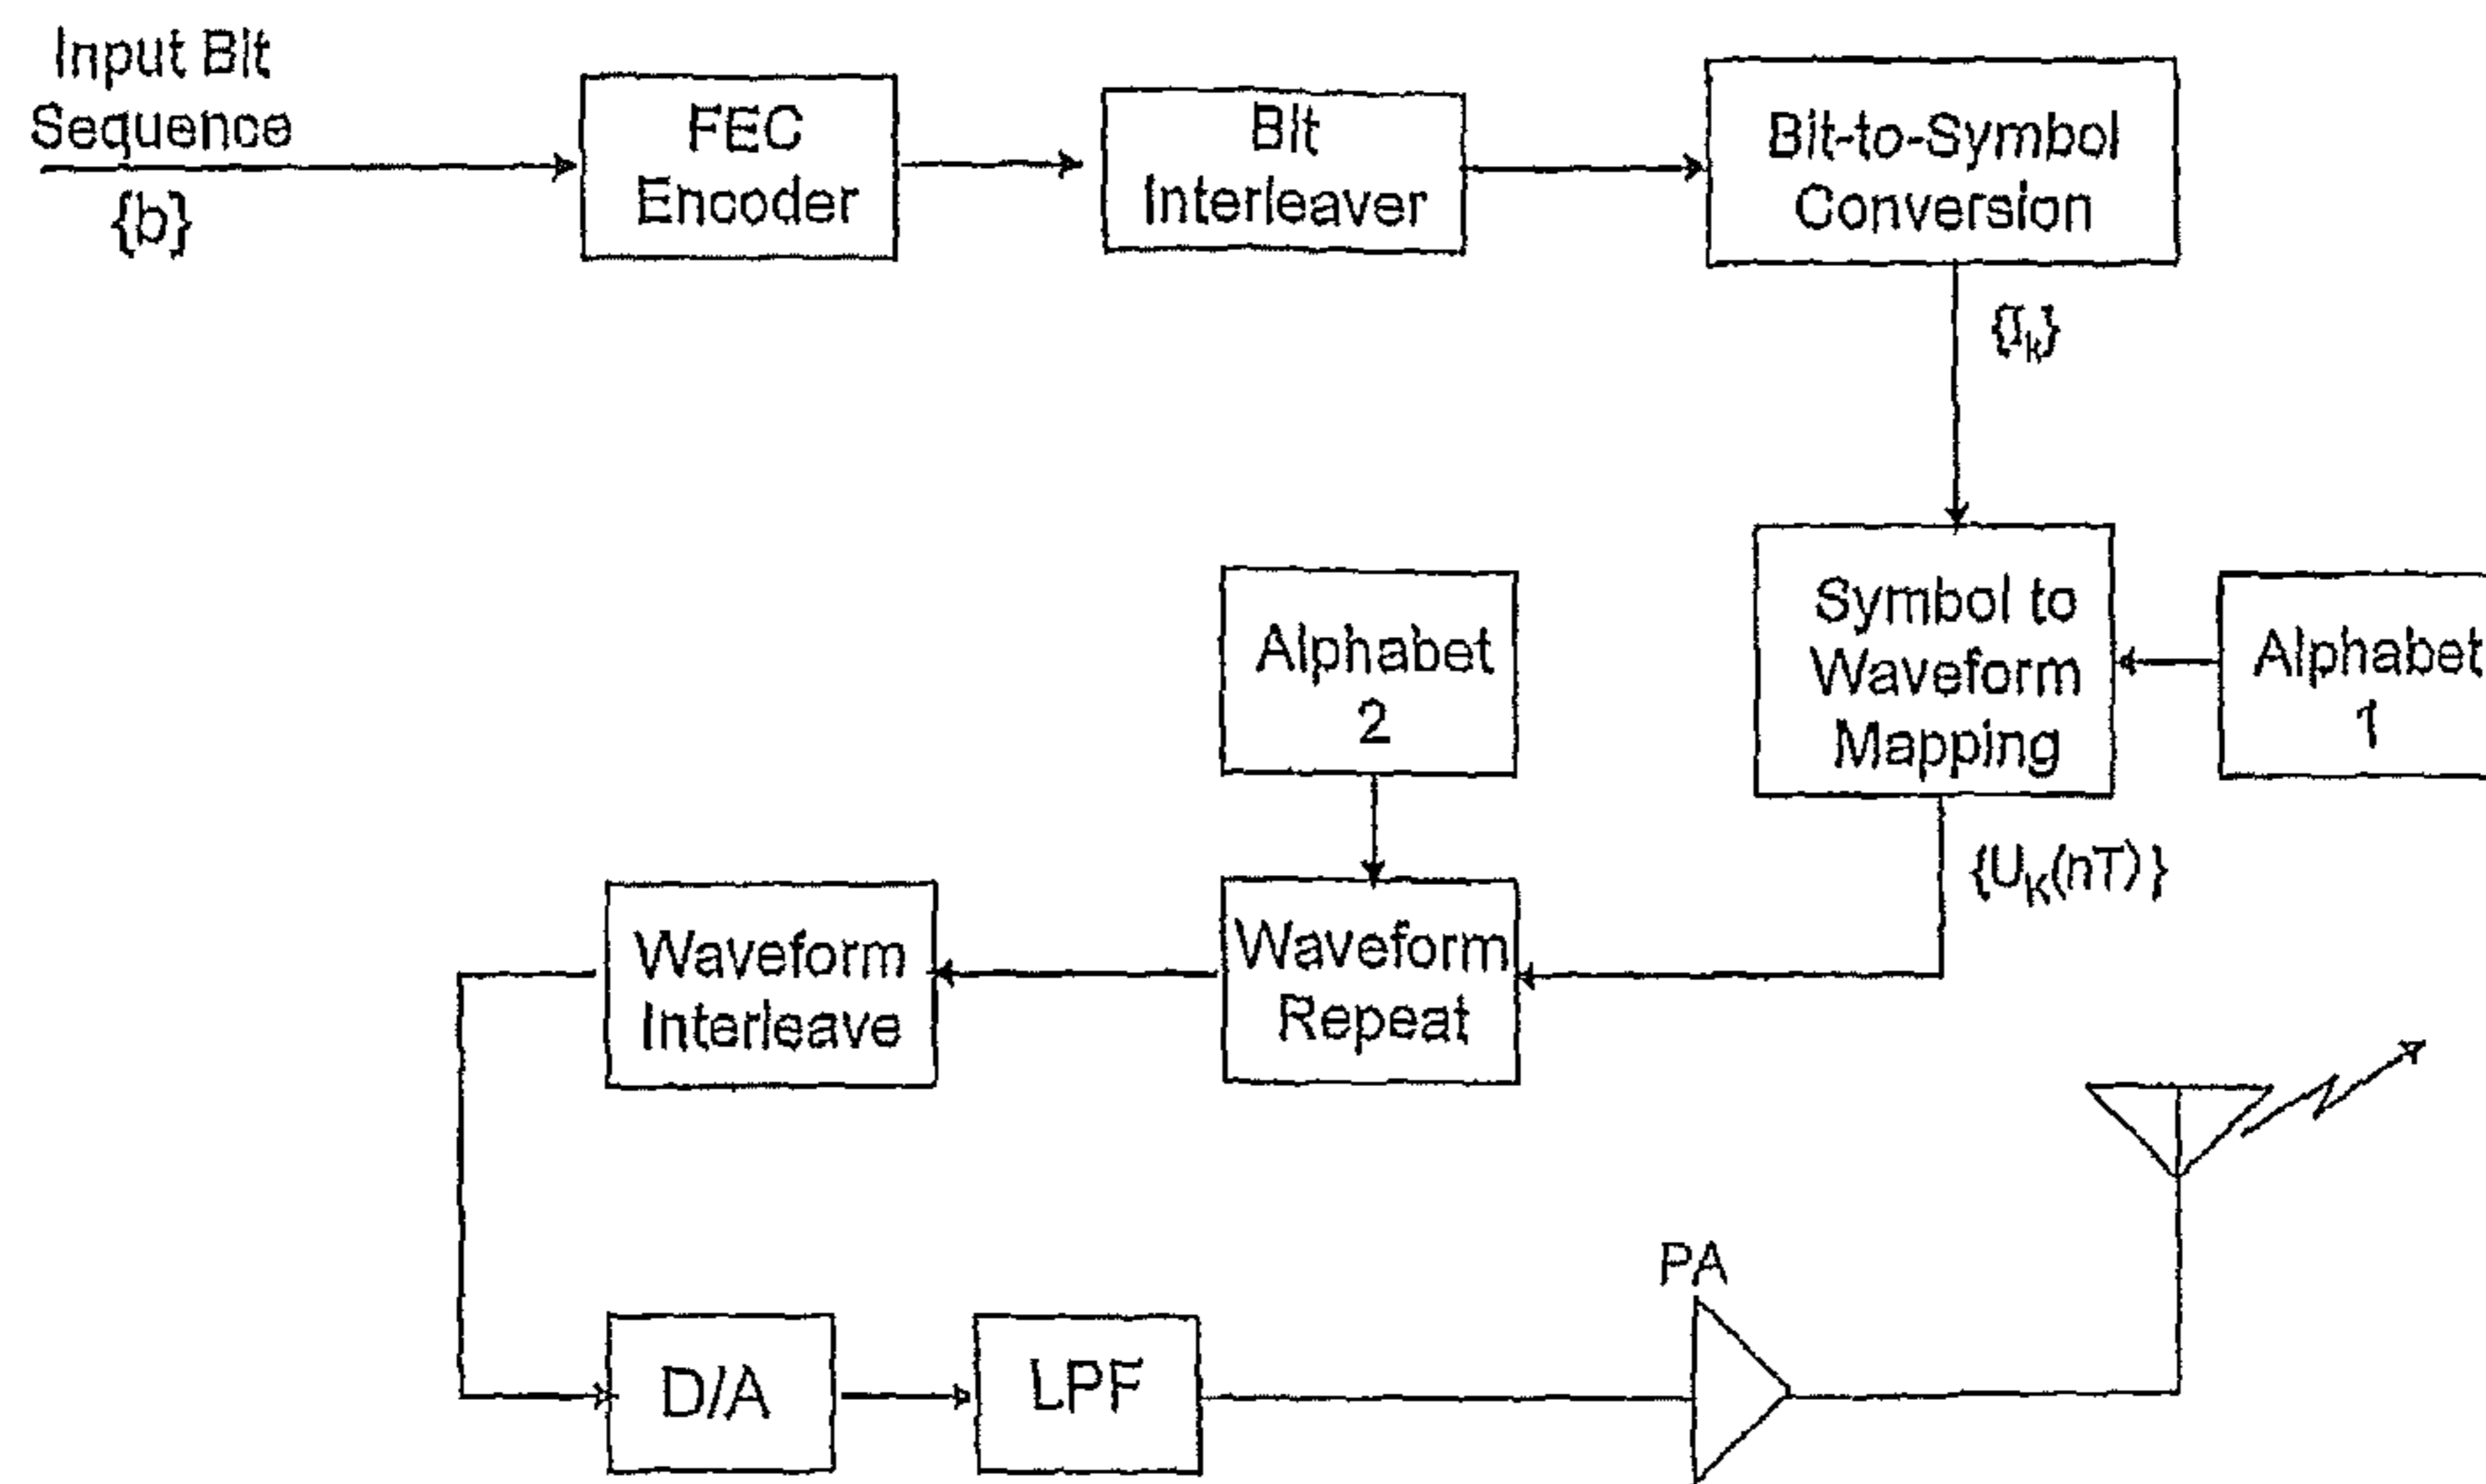 Input Bit
Sequence
{b}
FEC
Encoder
Bit
Interleaver
Bit-to-Symbol
Conversion
Symbol to
Waveform
Mapping
Alphabet
1
Alphabet
2
{U_K(nT)}
Waveform
Repeat
Waveform
Interleave
D/A
LPF
PA